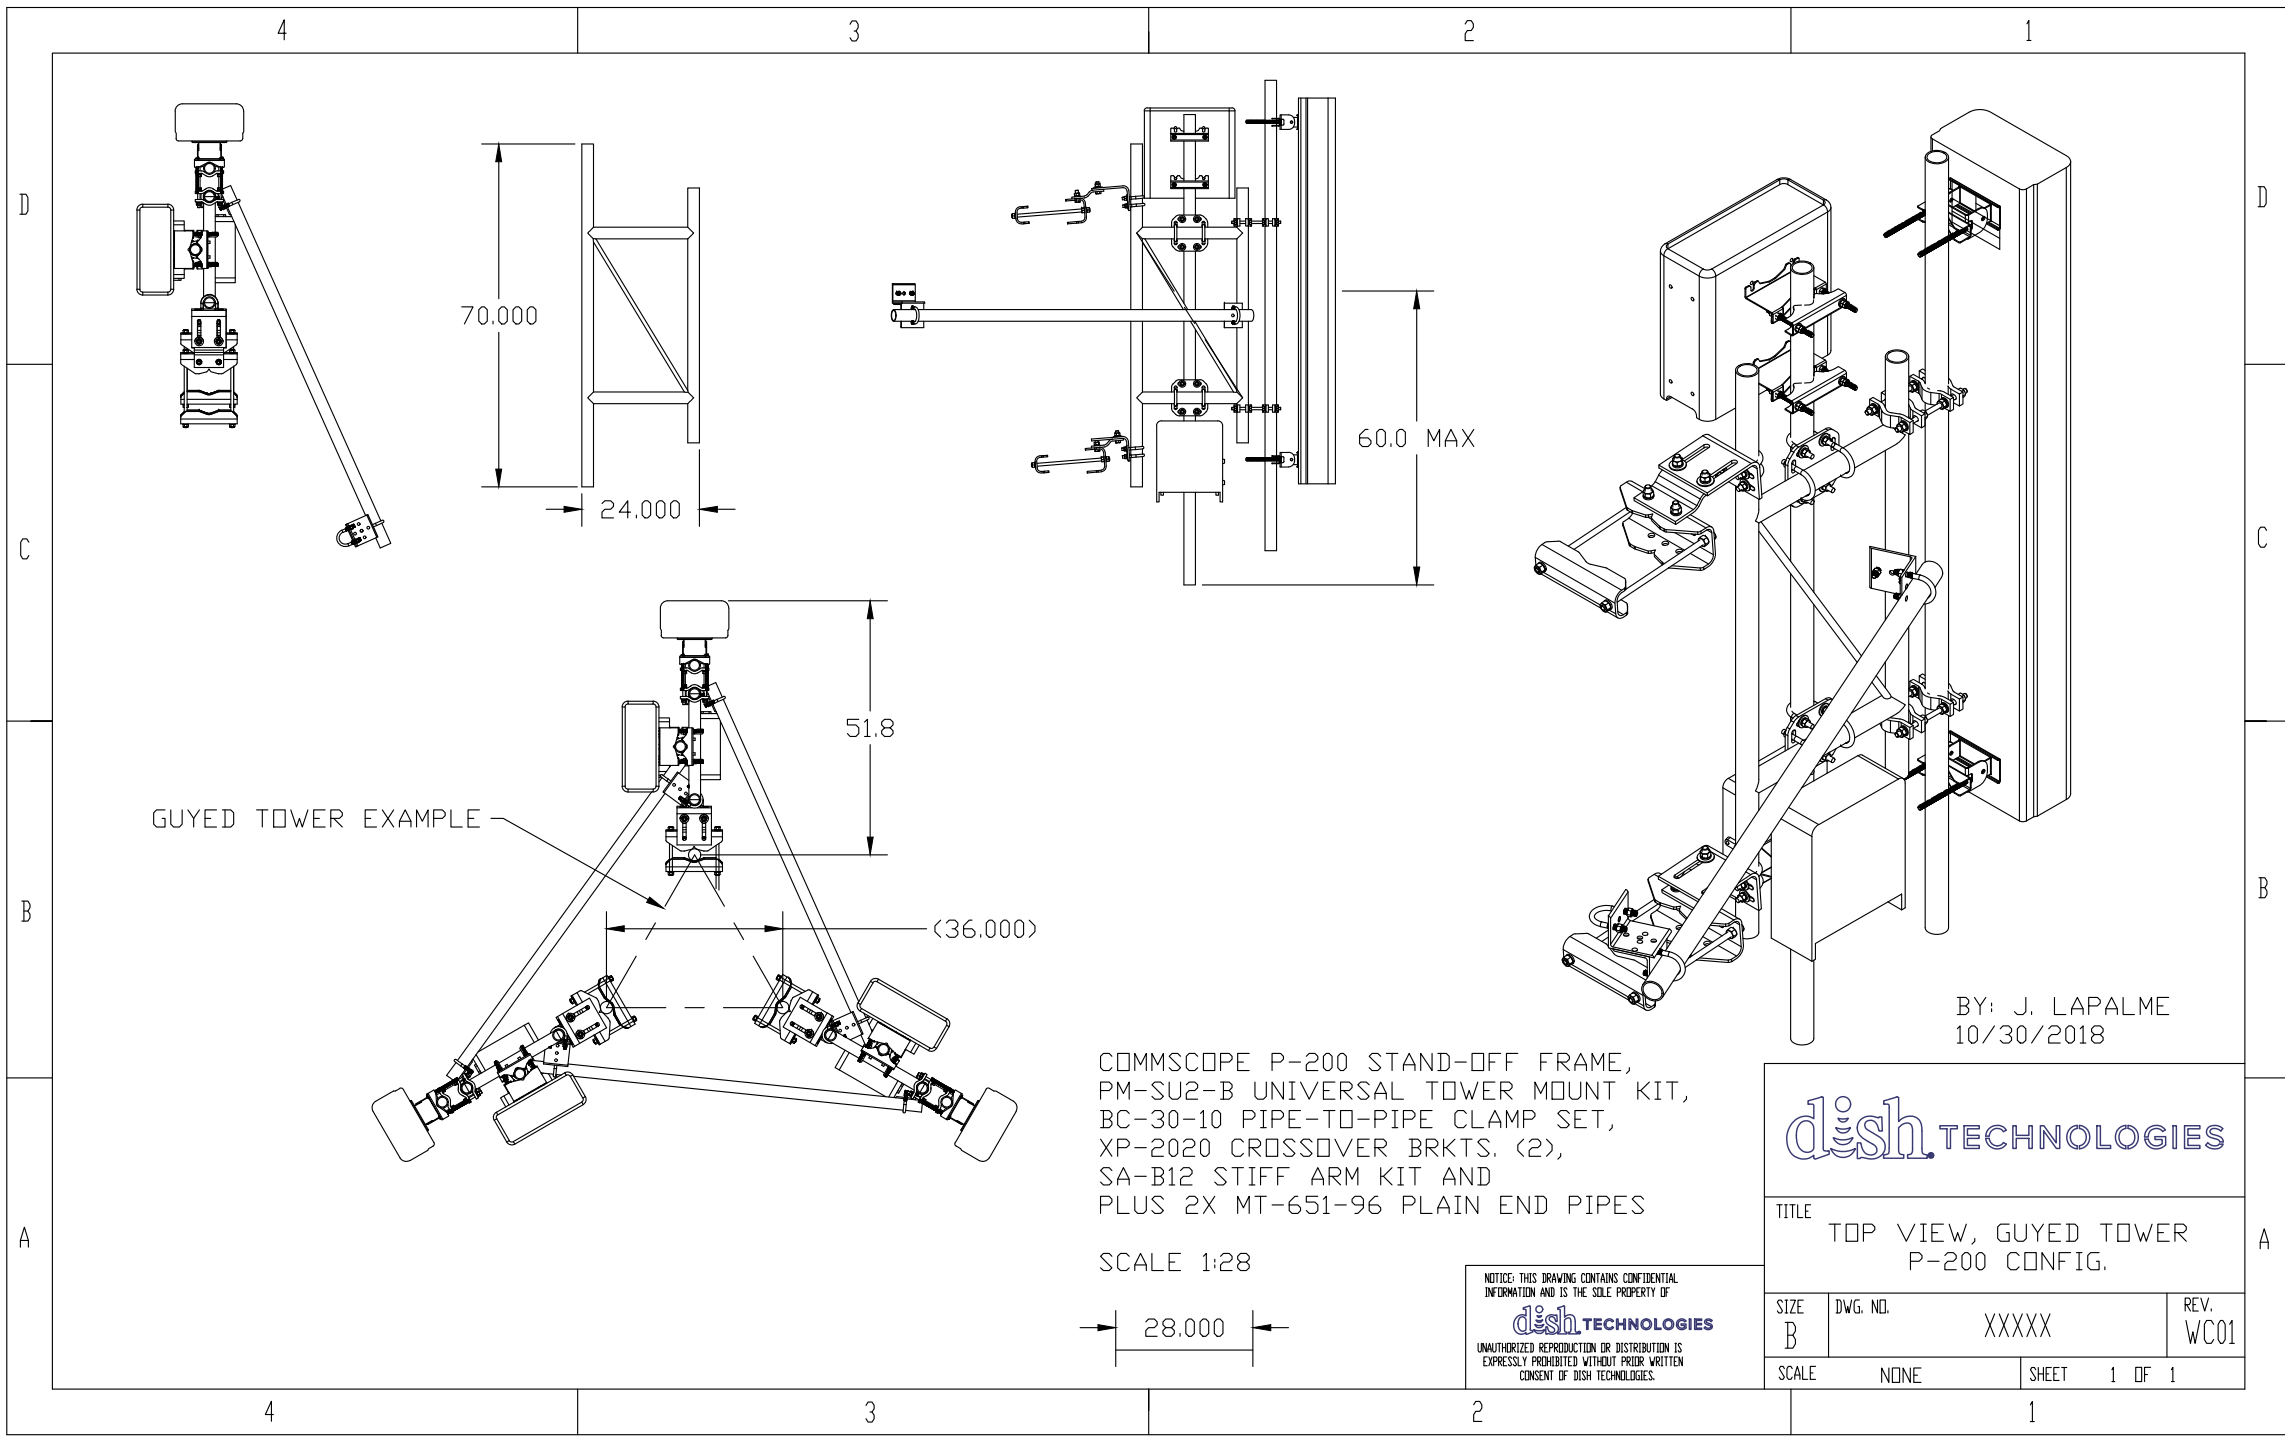 4
3
2
1
D
D
C
C
B
B
A
A
70.000
24.000
60.0 MAX
51.8
GUYED TOWER EXAMPLE
(36.000)
BY: J. LAPALME
10/30/2018
COMMSCOPE P-200 STAND-OFF FRAME,
PM-SU2-B UNIVERSAL TOWER MOUNT KIT,
BC-30-10 PIPE-TO-PIPE CLAMP SET,
XP-2020 CROSSOVER BRKTS. (2),
SA-B12 STIFF ARM KIT AND
PLUS 2X MT-651-96 PLAIN END PIPES
SCALE 1:28
28.000
NOTICE: THIS DRAWING CONTAINS CONFIDENTIAL
INFORMATION AND IS THE SOLE PROPERTY OF
dish TECHNOLOGIES
UNAUTHORIZED REPRODUCTION OR DISTRIBUTION IS
EXPRESSLY PROHIBITED WITHOUT PRIOR WRITTEN
CONSENT OF DISH TECHNOLOGIES.
dish. TECHNOLOGIES
TITLE
TOP VIEW, GUYED TOWER
P-200 CONFIG.
SIZE
B
DWG. NO.
XXXXX
REV.
WC01
SCALE NONE
SHEET 1 OF 1
4
3
2
1